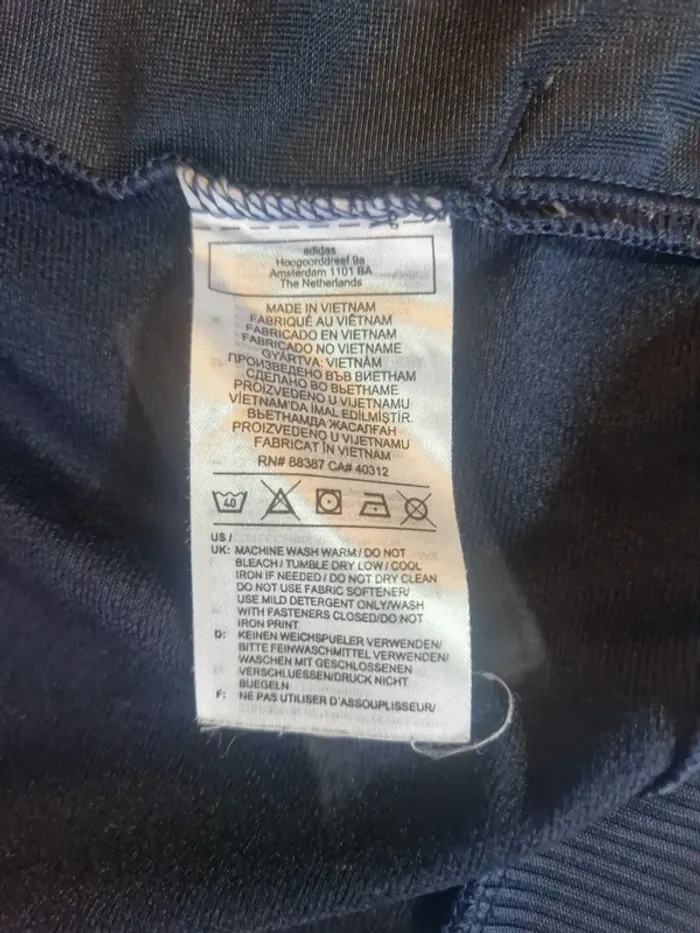 adidas
Hoogoorddreef 9a
Amsterdam 1101 BA
The Netherlands
MADE IN VIETNAM
FABRIQUÉ AU VIÊTNAM
FABRICADO EN VIETNAM
FABRICADO NO VIETNAME
GYÁRTVA: VIETNÁM
ПРОИЗВЕДЕНО ВЪВ ВИЕТНАМ
СДЕЛАНО ВО ВЬЕТНАМЕ
PROIZVEDENO U VIJETNAMU
VİETNAM'DA İMAL EDİLMİŞTİR.
ВЬЕТНАМДА ЖАСАЛҒАН
PROIZVEDENO U VIJETNAMU
FABRICAT ÎN VIETNAM
RN# 88387 CA# 40312
40
US /
UK: MACHINE WASH WARM / DO NOT
BLEACH / TUMBLE DRY LOW / COOL
IRON IF NEEDED / DO NOT DRY CLEAN
DO NOT USE FABRIC SOFTENER/
USE MILD DETERGENT ONLY/WASH
WITH FASTENERS CLOSED/DO NOT
IRON PRINT
D: KEINEN WEICHSPUELER VERWENDEN/
BITTE FEINWASCHMITTEL VERWENDEN/
WASCHEN MIT GESCHLOSSENEN
VERSCHLUESSEN/DRUCK NICHT
BUEGELN
F: NE PAS UTILISER D'ASSOUPLISSEUR/